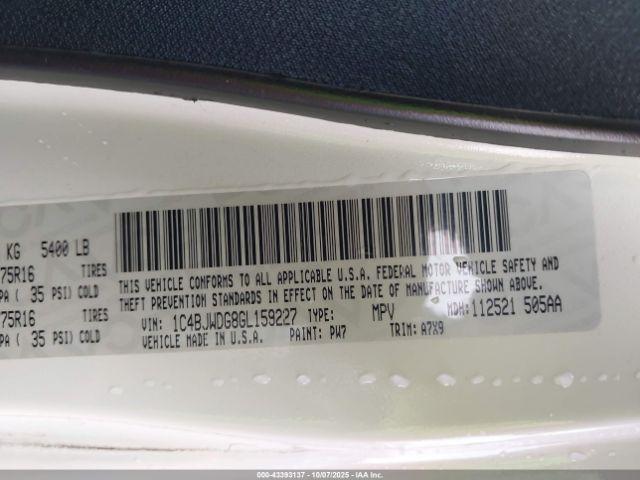 KG 5400 LB
75R16 TIRES
PA ( 35 PSI) COLD
75R16 TIRES
PA ( 35 PSI) COLD
THIS VEHICLE CONFORMS TO ALL APPLICABLE U.S.A. FEDERAL MOTOR VEHICLE SAFETY AND
THEFT PREVENTION STANDARDS IN EFFECT ON THE DATE OF MANUFACTURE SHOWN ABOVE.
VIN: 1C4BJWDG8GL159227 TYPE: MPV MDH: 112521 505AA
VEHICLE MADE IN U.S.A. PAINT: PW7 TRIM: A7X9
000-43393137 - 10/07/2025 - IAA Inc.